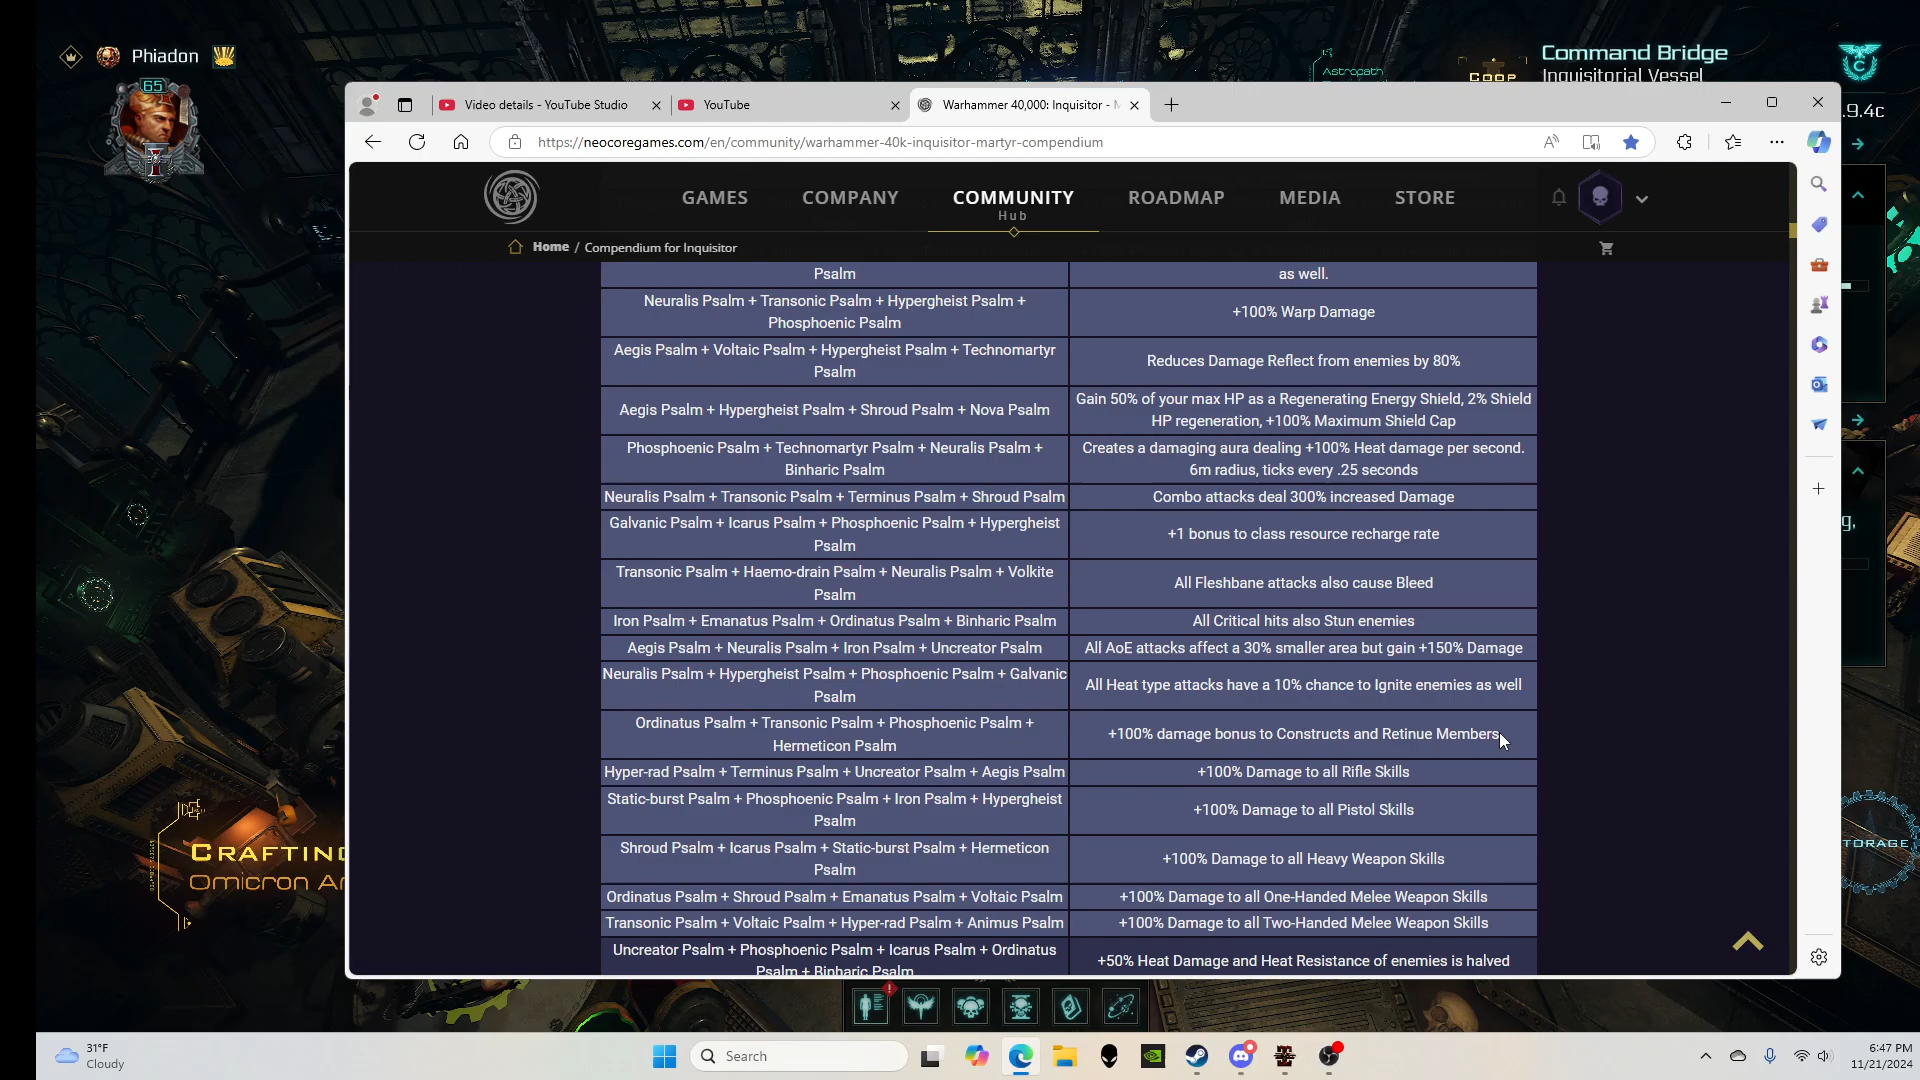 Phiadon
65
Astropath
COOP
Command Bridge
Inquisitorial Vessel
.9.4c
Video details - YouTube Studio
YouTube
Warhammer 40,000: Inquisitor -
https://neocoregames.com/en/community/warhammer-40k-inquisitor-martyr-compendium
GAMES
COMPANY
COMMUNITY
Hub
ROADMAP
MEDIA
STORE
Home / Compendium for Inquisitor
Psalm
as well.
Neuralis Psalm + Transonic Psalm + Hypergheist Psalm +
Phosphoenic Psalm
+100% Warp Damage
Aegis Psalm + Voltaic Psalm + Hypergheist Psalm + Technomartyr
Psalm
Reduces Damage Reflect from enemies by 80%
Aegis Psalm + Hypergheist Psalm + Shroud Psalm + Nova Psalm
Gain 50% of your max HP as a Regenerating Energy Shield, 2% Shield
HP regeneration, +100% Maximum Shield Cap
Phosphoenic Psalm + Technomartyr Psalm + Neuralis Psalm +
Binharic Psalm
Creates a damaging aura dealing +100% Heat damage per second.
6m radius, ticks every .25 seconds
Neuralis Psalm + Transonic Psalm + Terminus Psalm + Shroud Psalm
Combo attacks deal 300% increased Damage
Galvanic Psalm + Icarus Psalm + Phosphoenic Psalm + Hypergheist
Psalm
+1 bonus to class resource recharge rate
Transonic Psalm + Haemo-drain Psalm + Neuralis Psalm + Volkite
Psalm
All Fleshbane attacks also cause Bleed
Iron Psalm + Emanatus Psalm + Ordinatus Psalm + Binharic Psalm
All Critical hits also Stun enemies
Aegis Psalm + Neuralis Psalm + Iron Psalm + Uncreator Psalm
All AoE attacks affect a 30% smaller area but gain +150% Damage
Neuralis Psalm + Hypergheist Psalm + Phosphoenic Psalm + Galvanic
Psalm
All Heat type attacks have a 10% chance to Ignite enemies as well
Ordinatus Psalm + Transonic Psalm + Phosphoenic Psalm +
Hermeticon Psalm
+100% damage bonus to Constructs and Retinue Members
Hyper-rad Psalm + Terminus Psalm + Uncreator Psalm + Aegis Psalm
+100% Damage to all Rifle Skills
Static-burst Psalm + Phosphoenic Psalm + Iron Psalm + Hypergheist
Psalm
+100% Damage to all Pistol Skills
Shroud Psalm + Icarus Psalm + Static-burst Psalm + Hermeticon
Psalm
+100% Damage to all Heavy Weapon Skills
Ordinatus Psalm + Shroud Psalm + Emanatus Psalm + Voltaic Psalm
+100% Damage to all One-Handed Melee Weapon Skills
Transonic Psalm + Voltaic Psalm + Hyper-rad Psalm + Animus Psalm
+100% Damage to all Two-Handed Melee Weapon Skills
Uncreator Psalm + Phosphoenic Psalm + Icarus Psalm + Ordinatus
Psalm + Binharic Psalm
+50% Heat Damage and Heat Resistance of enemies is halved
g,
CRAFTING
Omicron Ar
TORAGE
31°F
Cloudy
Search
6:47 PM
11/21/2024